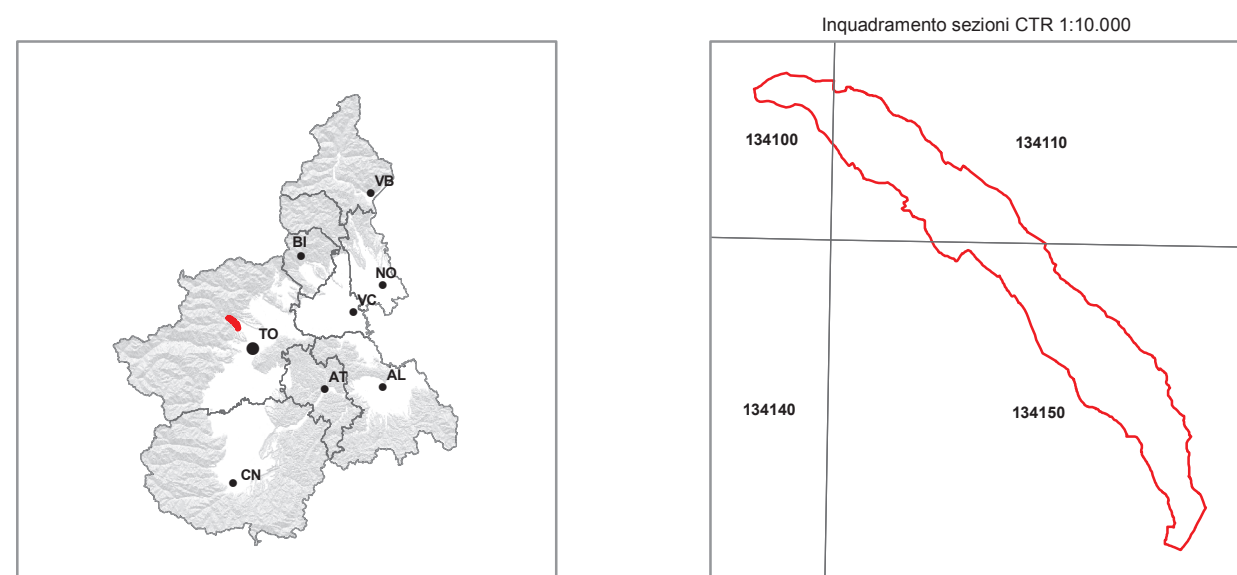 Inquadramento sezioni CTR 1:10.000
VB
BI
NO
VC
TO
AT
AL
CN
134100
134110
134140
134150